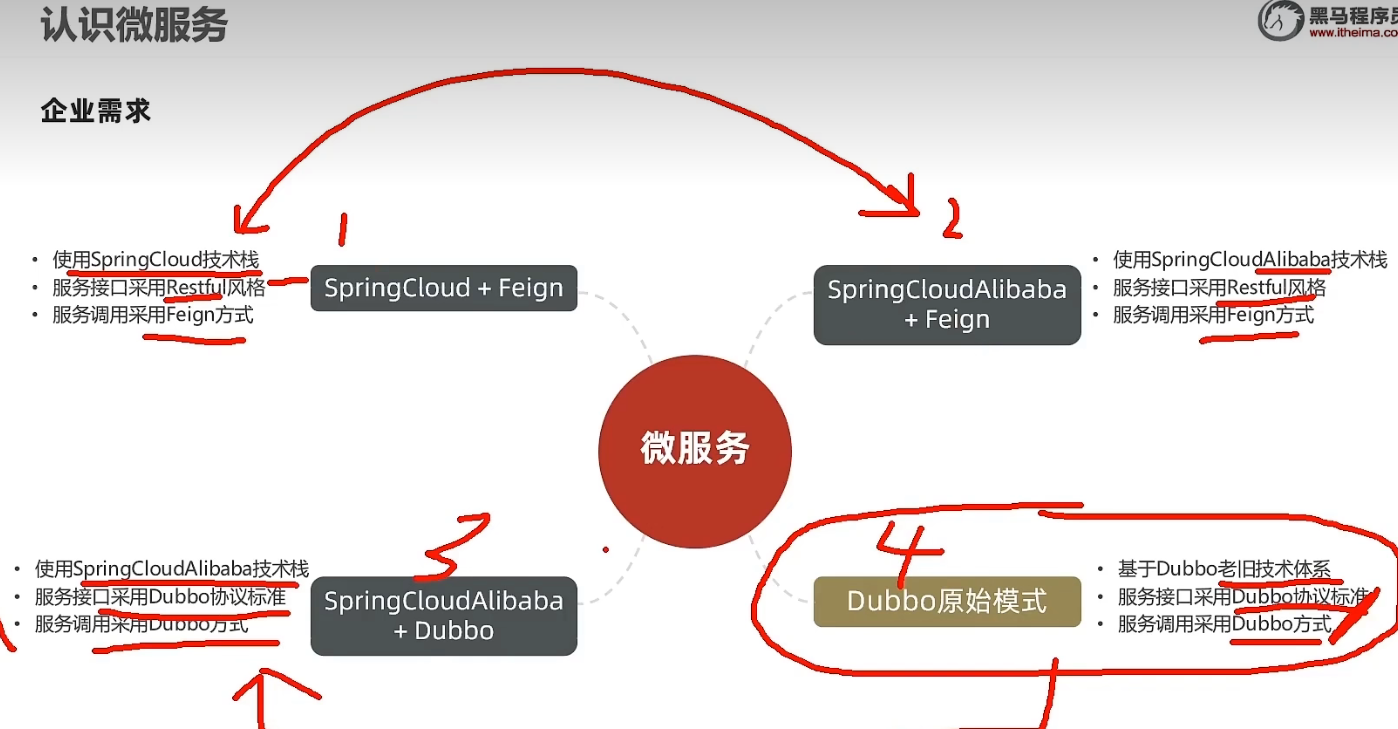 认识微服务
黑马程序员
www.itheima.co
企业需求
1
2
使用SpringCloud技术栈
服务接口采用Restful风格
服务调用采用Feign方式
SpringCloud + Feign
SpringCloudAlibaba
+ Feign
使用SpringCloudAlibaba技术栈
服务接口采用Restful风格
服务调用采用Feign方式
微服务
3
4
使用SpringCloudAlibaba技术栈
服务接口采用Dubbo协议标准
服务调用采用Dubbo方式
SpringCloudAlibaba
+ Dubbo
Dubbo原始模式
基于Dubbo老旧技术体系
服务接口采用Dubbo协议标准
服务调用采用Dubbo方式